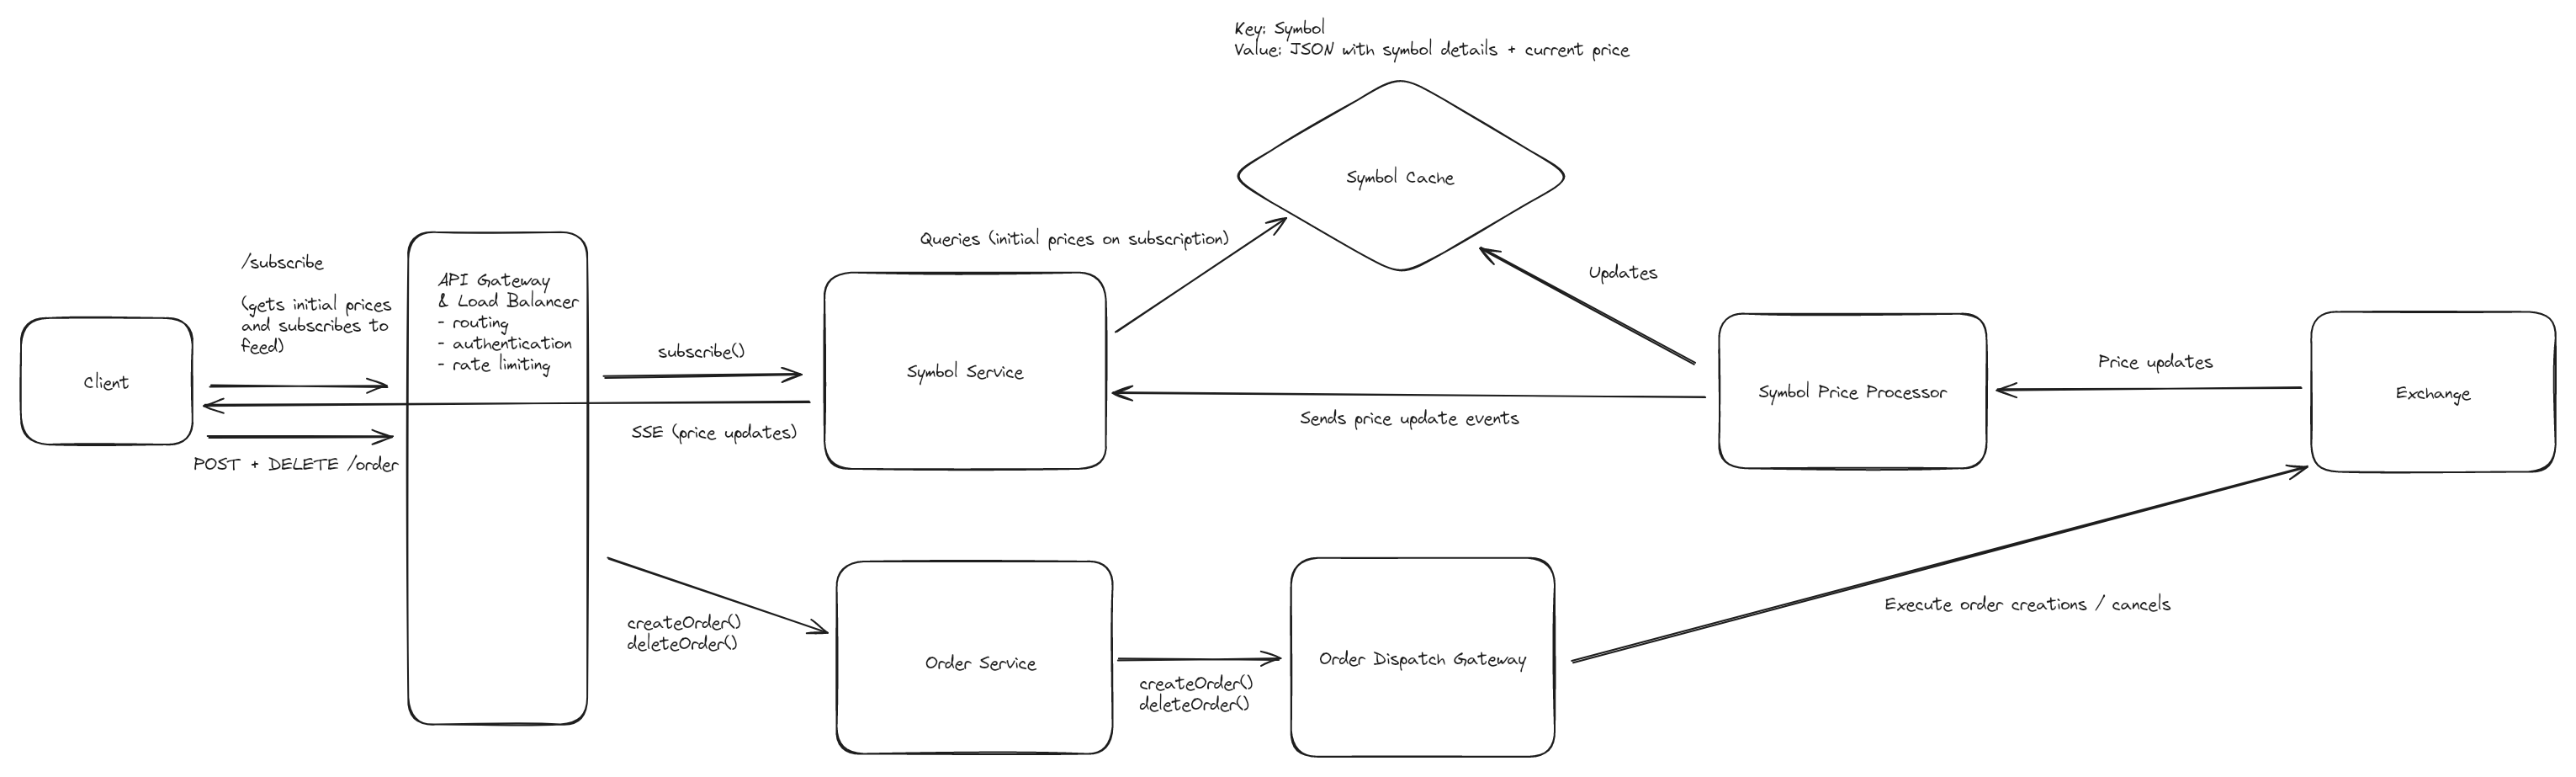 Key: Symbol
Value: JSON with symbol details + current price
Symbol Cache
Queries (initial prices on subscription)
Updates
/subscribe
(gets initial prices
and subscribes to
feed)
API Gateway
& Load Balancer
- routing
- authentication
- rate limiting
Client
subscribe()
Symbol Service
SSE (price updates)
Sends price update events
Symbol Price Processor
Price updates
Exchange
POST + DELETE /order
createOrder()
deleteOrder()
Order Service
createOrder()
deleteOrder()
Order Dispatch Gateway
Execute order creations / cancels